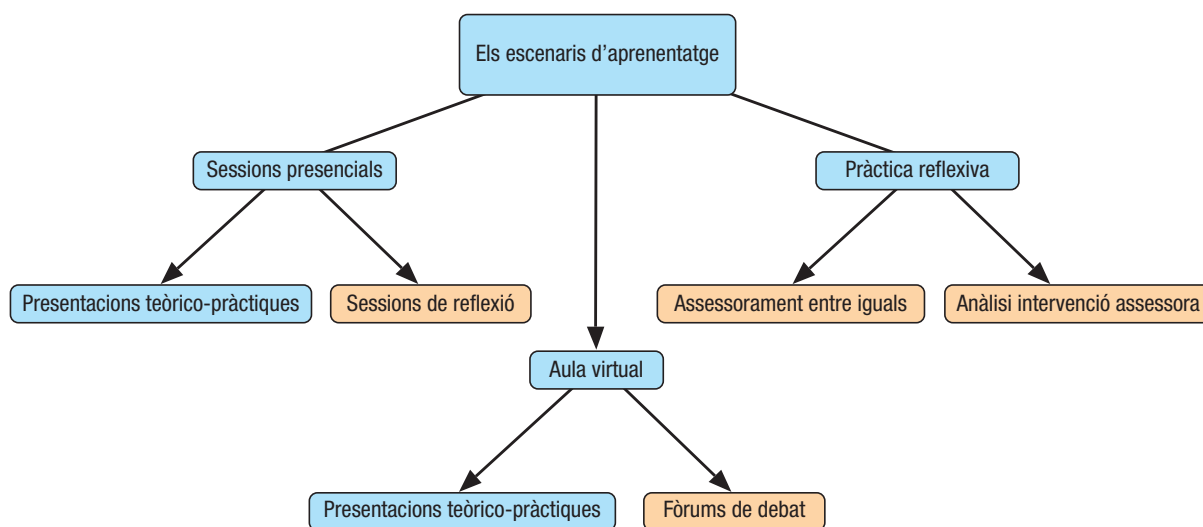 Els escenaris d’aprenentatge
Sessions presencials
Pràctica reflexiva
Presentacions teòrico-pràctiques
Sessions de reflexió
Assessorament entre iguals
Anàlisi intervenció assessora
Aula virtual
Presentacions teòrico-pràctiques
Fòrums de debat